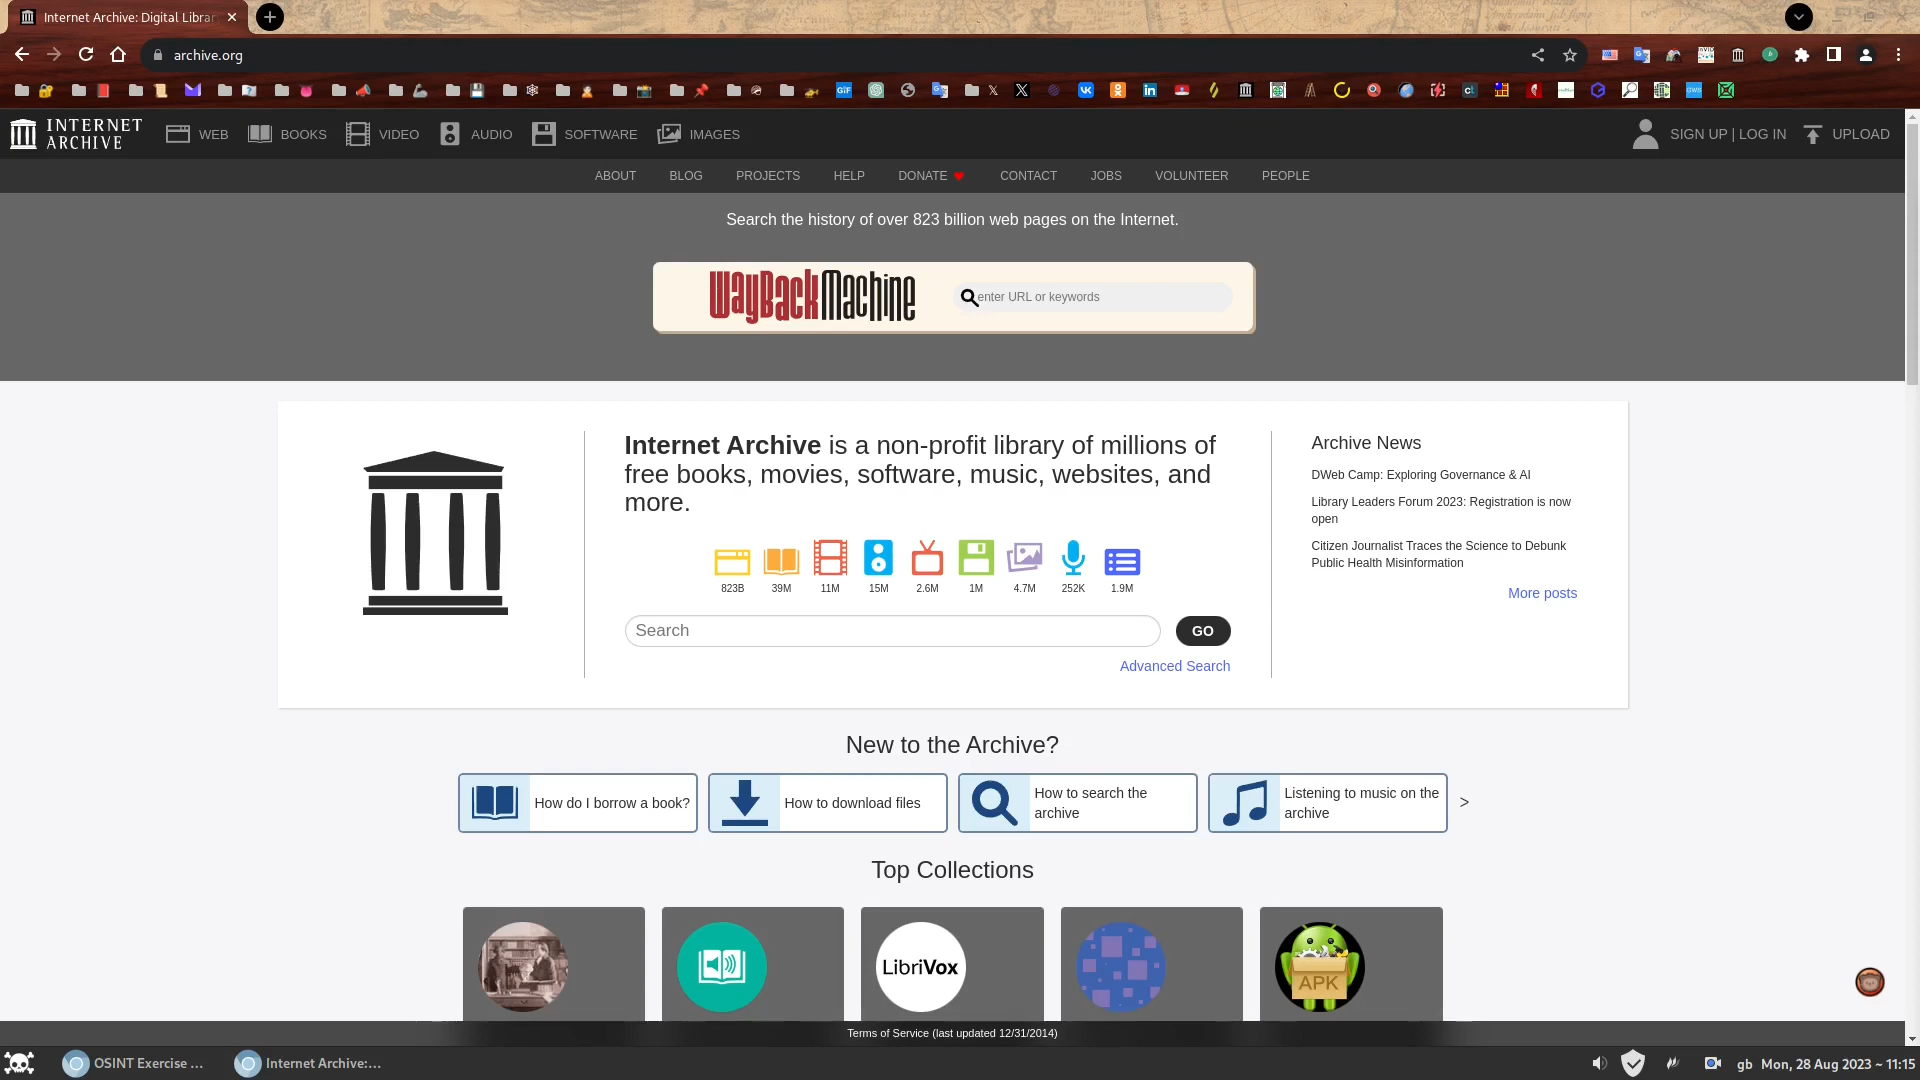 Internet Archive: Digital Librar
archive.org
INTERNET
ARCHIVE
WEB
BOOKS
VIDEO
AUDIO
SOFTWARE
IMAGES
SIGN UP | LOG IN
UPLOAD
ABOUT
BLOG
PROJECTS
HELP
DONATE
CONTACT
JOBS
VOLUNTEER
PEOPLE
Search the history of over 823 billion web pages on the Internet.
WayBackMachine
enter URL or keywords
Internet Archive is a non-profit library of millions of
free books, movies, software, music, websites, and
more.
823B
39M
11M
15M
2.6M
1M
4.7M
252K
1.9M
Search
GO
Advanced Search
Archive News
DWeb Camp: Exploring Governance & AI
Library Leaders Forum 2023: Registration is now
open
Citizen Journalist Traces the Science to Debunk
Public Health Misinformation
More posts
New to the Archive?
How do I borrow a book?
How to download files
How to search the
archive
Listening to music on the
archive
>
Top Collections
LibriVox
APK
Terms of Service (last updated 12/31/2014)
OSINT Exercise ...
Internet Archive:...
gb
Mon, 28 Aug 2023 ~ 11:15